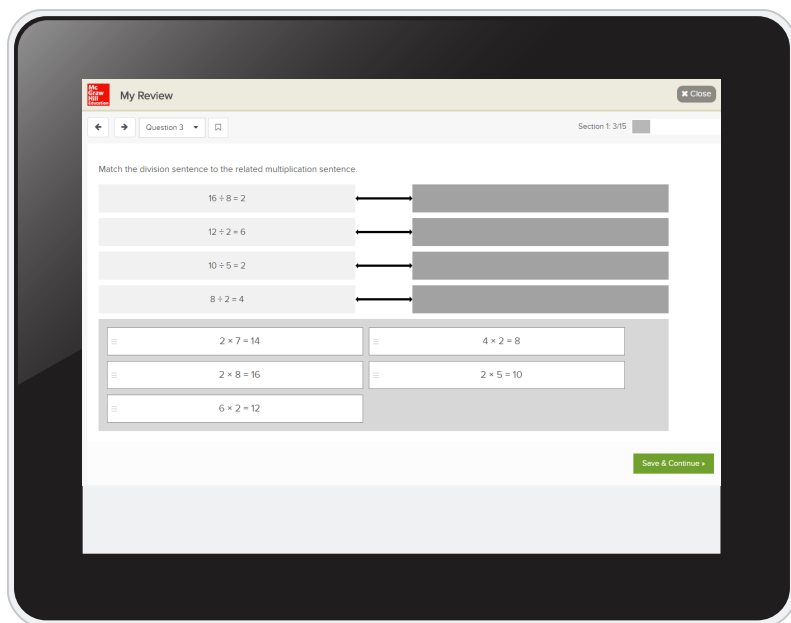 Mc
Graw
Hill
Education
My Review
✖ Close
Question 3
Section 1: 3/15
Match the division sentence to the related multiplication sentence.
16 ÷ 8 = 2
12 ÷ 2 = 6
10 ÷ 5 = 2
8 ÷ 2 = 4
2 × 7 = 14
4 × 2 = 8
2 × 8 = 16
2 × 5 = 10
6 × 2 = 12
Save & Continue »